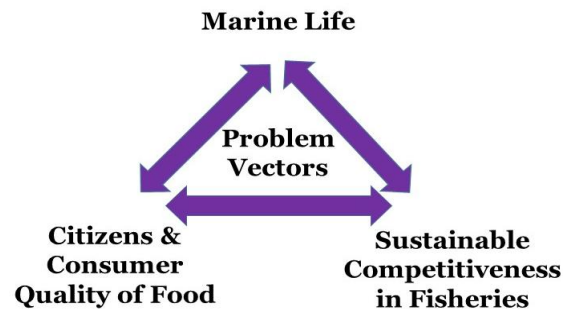 Marine Life
Problem
Vectors
Citizens &
Consumer
Quality of Food
Sustainable
Competitiveness
in Fisheries